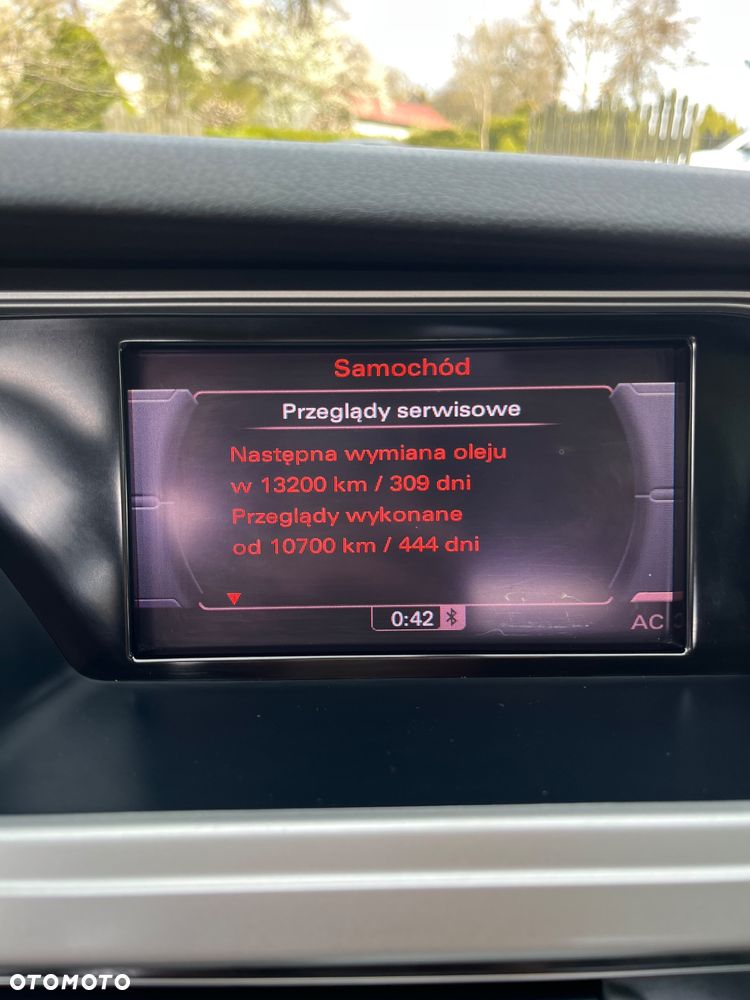 Samochód
Przeglądy serwisowe
Następna wymiana oleju
w 13200 km / 309 dni
Przeglądy wykonane
od 10700 km / 444 dni
0:42
AC
OTOMOTO